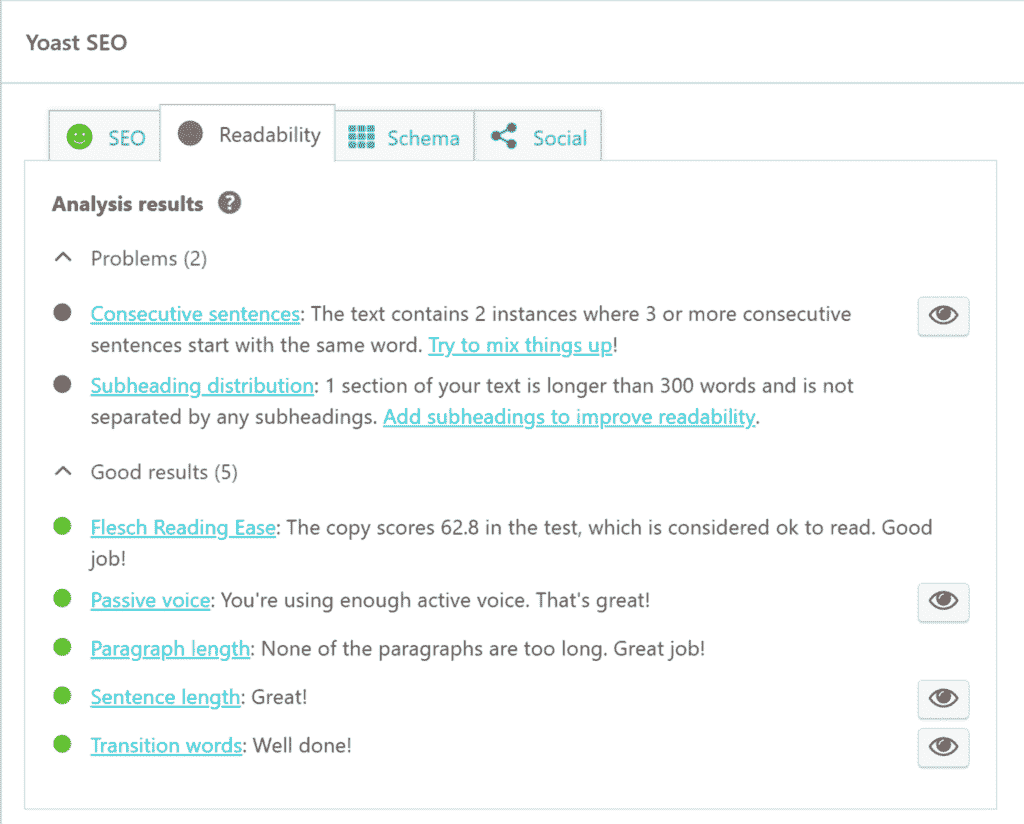 Yoast SEO
SEO
Readability
Schema
Social
Analysis results ?
Problems (2)
Consecutive sentences: The text contains 2 instances where 3 or more consecutive
sentences start with the same word. Try to mix things up!
Subheading distribution: 1 section of your text is longer than 300 words and is not
separated by any subheadings. Add subheadings to improve readability.
Good results (5)
Flesch Reading Ease: The copy scores 62.8 in the test, which is considered ok to read. Good
job!
Passive voice: You're using enough active voice. That's great!
Paragraph length: None of the paragraphs are too long. Great job!
Sentence length: Great!
Transition words: Well done!